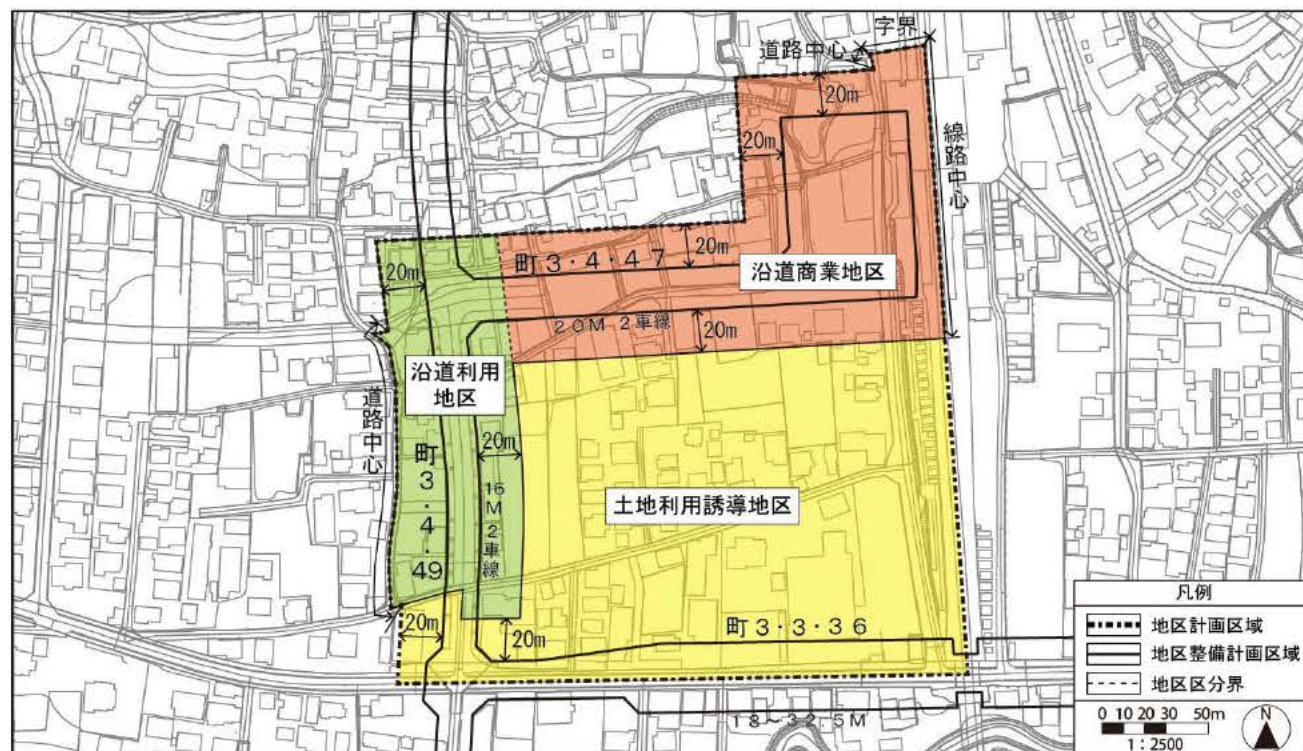 字界
道路中心
20m
20m
線路中心
20m
20m
町3・4・47
沿道商業地区
20M 2車線
20m
沿道利用
地区
道路中心
町3・4・49
20m
16M 2車線
土地利用誘導地区
20m
20m
町3・3・36
18~32.5M
凡例
地区計画区域
地区整備計画区域
地区区分界
0 10 20 30 50m
1:2500
N